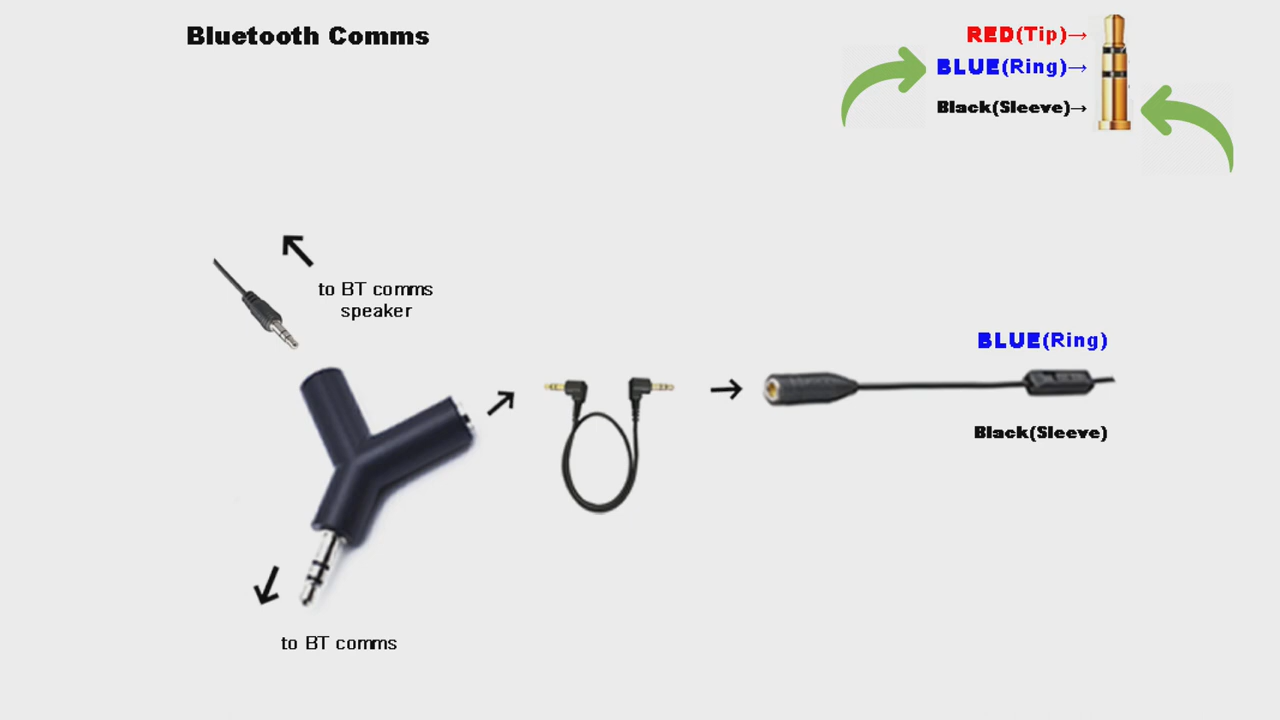 Bluetooth Comms
RED(Tip)→
BLUE(Ring)→
Black(Sleeve)→
to BT comms
speaker
BLUE(Ring)
Black(Sleeve)
to BT comms